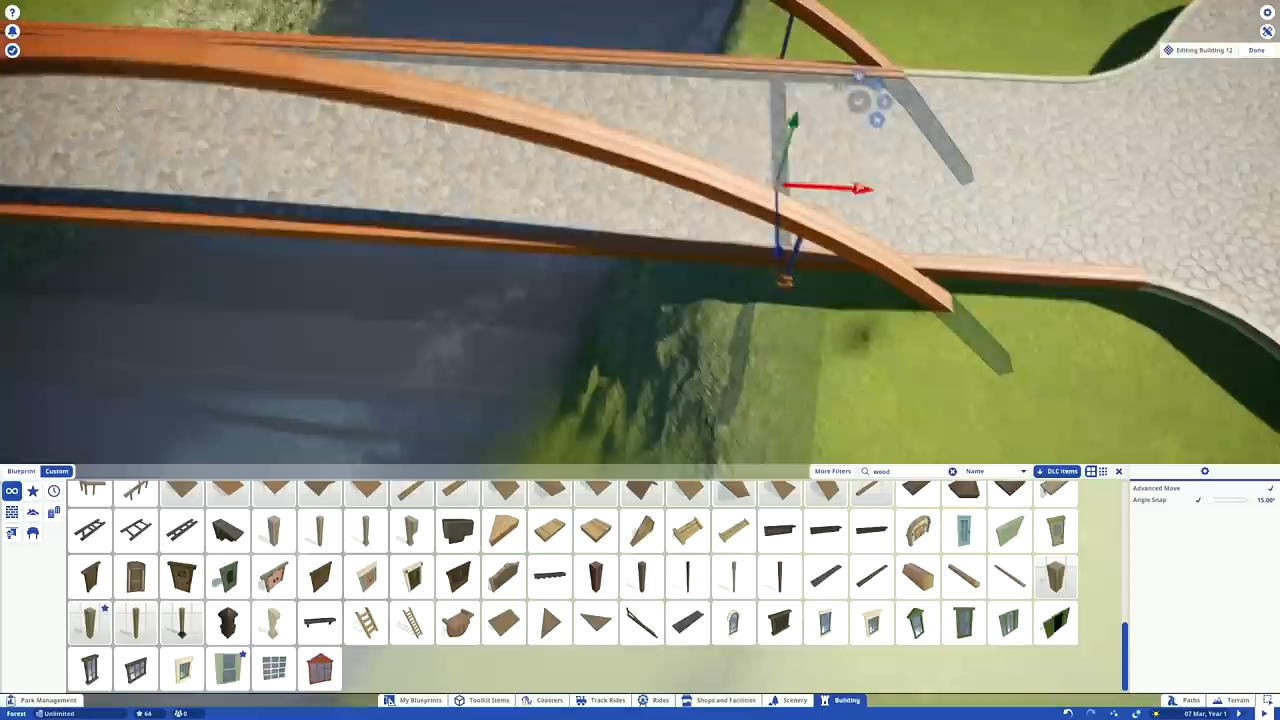 ?
Editing Building 12 Done
Blueprint Custom More Filters wood Name DLC Items
Advanced Move
Angle Snap 15.00°
Park Management My Blueprints Toolkit Items Coasters Track Rides Rides Shops and Facilities Scenery Building Paths Terrain
Forest Unlimited 64 0 07 Mar, Year 1